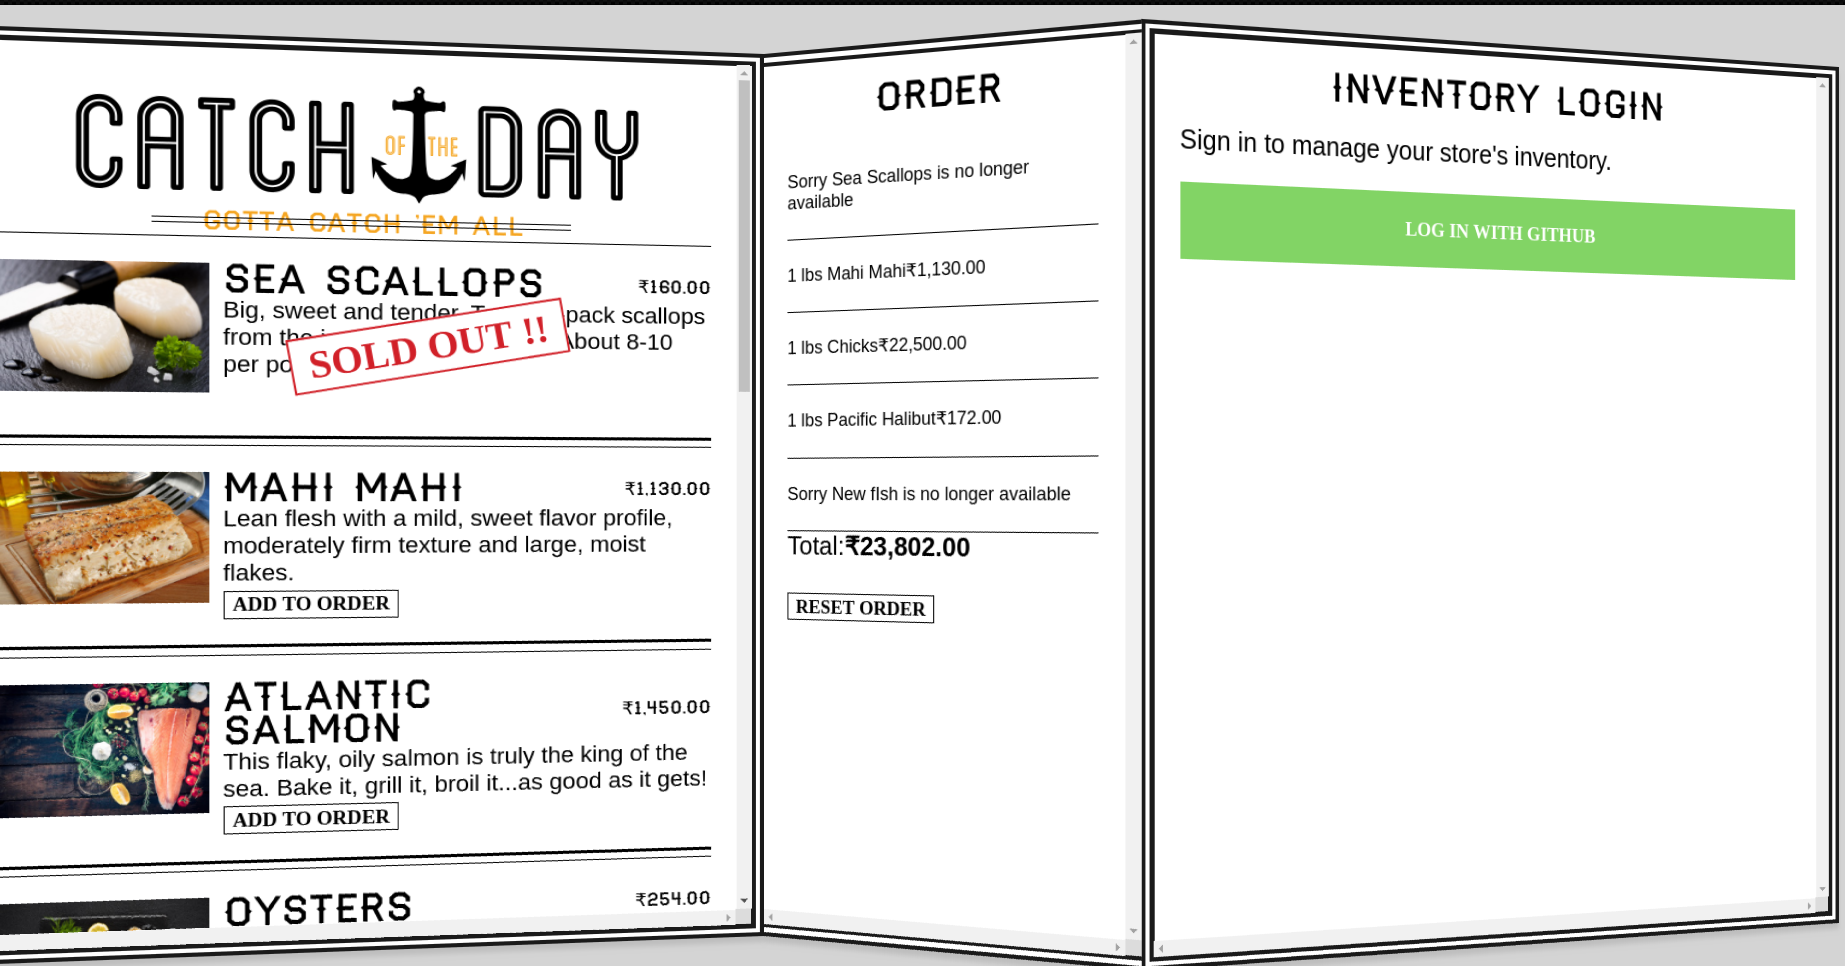 CATCH OF THE DAY
GOTTA CATCH 'EM ALL
SEA SCALLOPS
₹160.00
Big, sweet and tender. pack scallops
from the About 8-10
per
SOLD OUT !!
MAHI MAHI
₹1,130.00
Lean flesh with a mild, sweet flavor profile,
moderately firm texture and large, moist
flakes.
ADD TO ORDER
ATLANTIC
SALMON
₹1,450.00
This flaky, oily salmon is truly the king of the
sea. Bake it, grill it, broil it...as good as it gets!
ADD TO ORDER
OYSTERS
₹254.00
ORDER
Sorry Sea Scallops is no longer
available
1 lbs Mahi Mahi₹1,130.00
1 lbs Chicks₹22,500.00
1 lbs Pacific Halibut₹172.00
Sorry New fIsh is no longer available
Total:₹23,802.00
RESET ORDER
INVENTORY LOGIN
Sign in to manage your store's inventory.
LOG IN WITH GITHUB